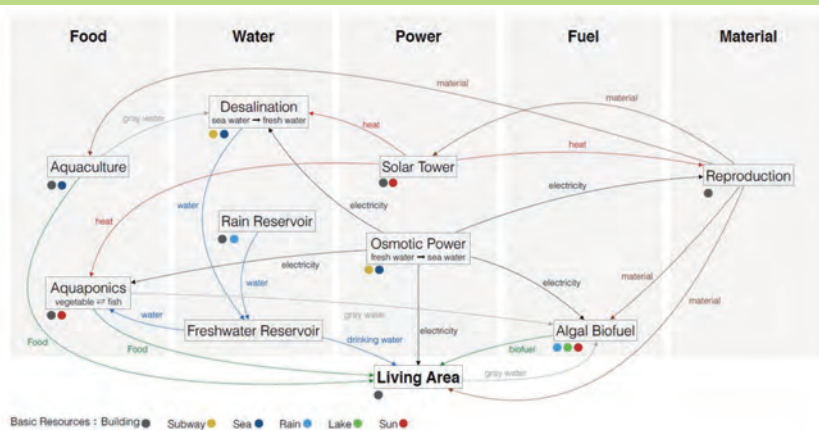 Food Water Power Fuel Material
material
Desalination
sea water → fresh water
gray water
material
heat
Aquaculture
Solar Tower
heat
Reproduction
electricity
water
electricity
Rain Reservoir
heat
water
Osmotic Power
fresh water → sea water
electricity
Aquaponics
vegetable ⇄ fish
electricity
material
material
water
gray water
Freshwater Reservoir
electricity
Algal Biofuel
drinking water
Food
Food
biofuel
Living Area
gray water
Basic Resources : Building Subway Sea Rain Lake Sun